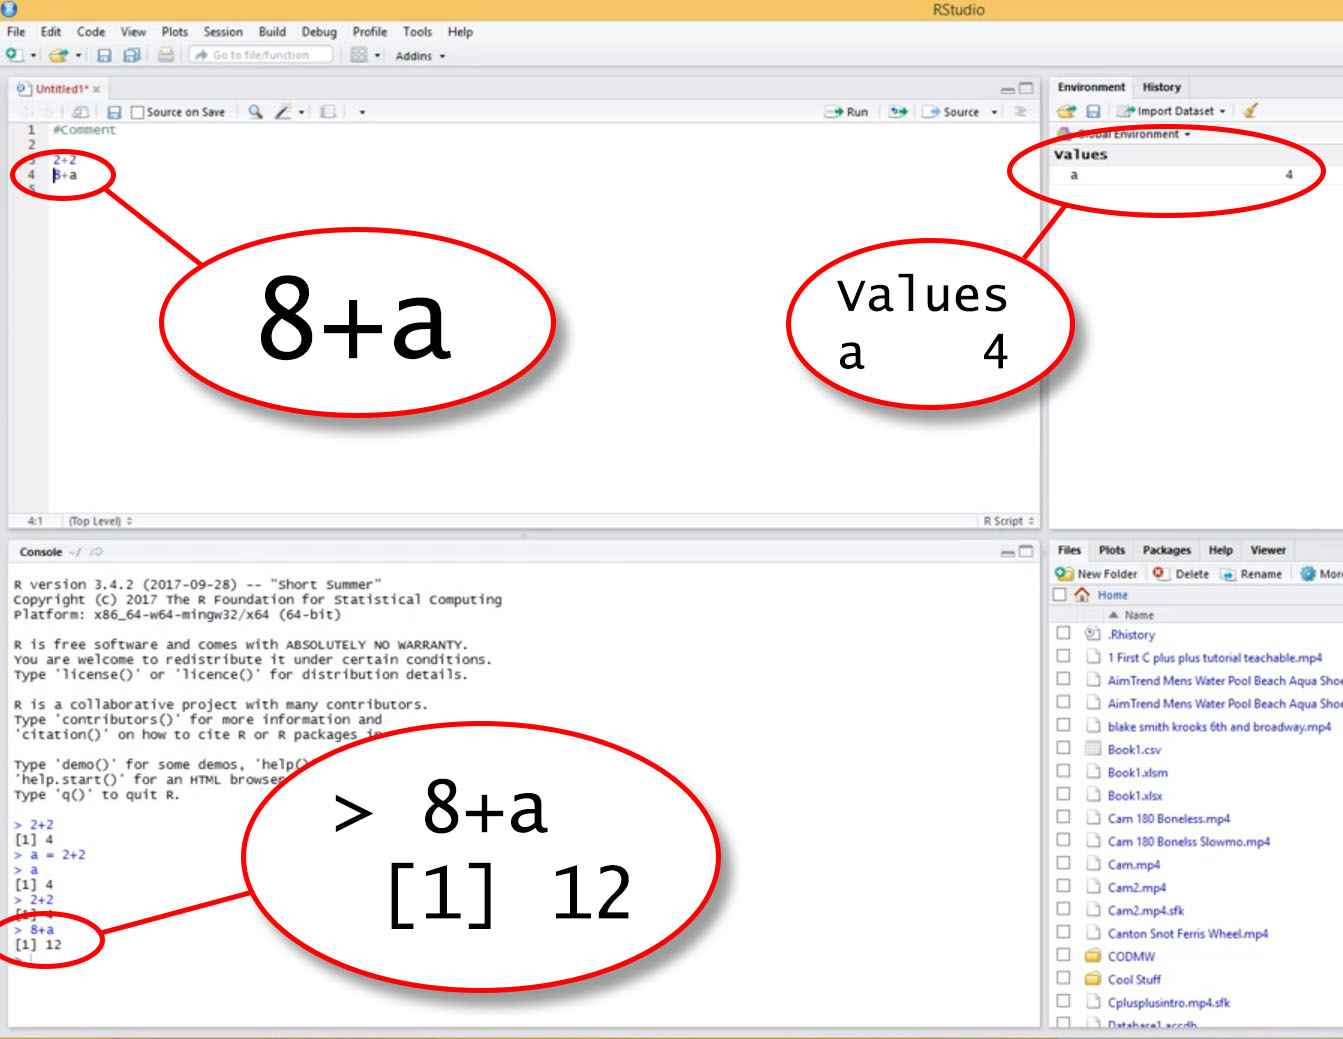 RStudio
File Edit Code View Plots Session Build Debug Profile Tools Help
Go to file/function Addins
Untitled1*
Source on Save Run Source
1 #Comment
2
3 2+2
4 8+a
5
8+a
4:1 (Top Level) R Script
Environment History
Import Dataset
Global Environment
Values
a 4
Values
a 4
Console ~/
R version 3.4.2 (2017-09-28) -- "Short Summer"
Copyright (C) 2017 The R Foundation for Statistical Computing
Platform: x86_64-w64-mingw32/x64 (64-bit)
R is free software and comes with ABSOLUTELY NO WARRANTY.
You are welcome to redistribute it under certain conditions.
Type 'license()' or 'licence()' for distribution details.
R is a collaborative project with many contributors.
Type 'contributors()' for more information and
'citation()' on how to cite R or R packages in
Type 'demo()' for some demos, 'help()'
'help.start()' for an HTML browser
Type 'q()' to quit R.
> 2+2
[1] 4
> a = 2+2
> a
[1] 4
> 2+2
[1] 4
> 8+a
[1] 12
>
> 8+a
[1] 12
Files Plots Packages Help Viewer
New Folder Delete Rename More
Home
Name
.Rhistory
1 First C plus plus tutorial teachable.mp4
AimTrend Mens Water Pool Beach Aqua Shoe
AimTrend Mens Water Pool Beach Aqua Shoe
blake smith krooks 6th and broadway.mp4
Book1.csv
Book1.xlsm
Book1.xlsx
Cam 180 Boneless.mp4
Cam 180 Bonelss Slowmo.mp4
Cam.mp4
Cam2.mp4
Cam2.mp4.sfk
Canton Snot Ferris Wheel.mp4
CODMW
Cool Stuff
Cplusplusintro.mp4.sfk
Database1.accdb